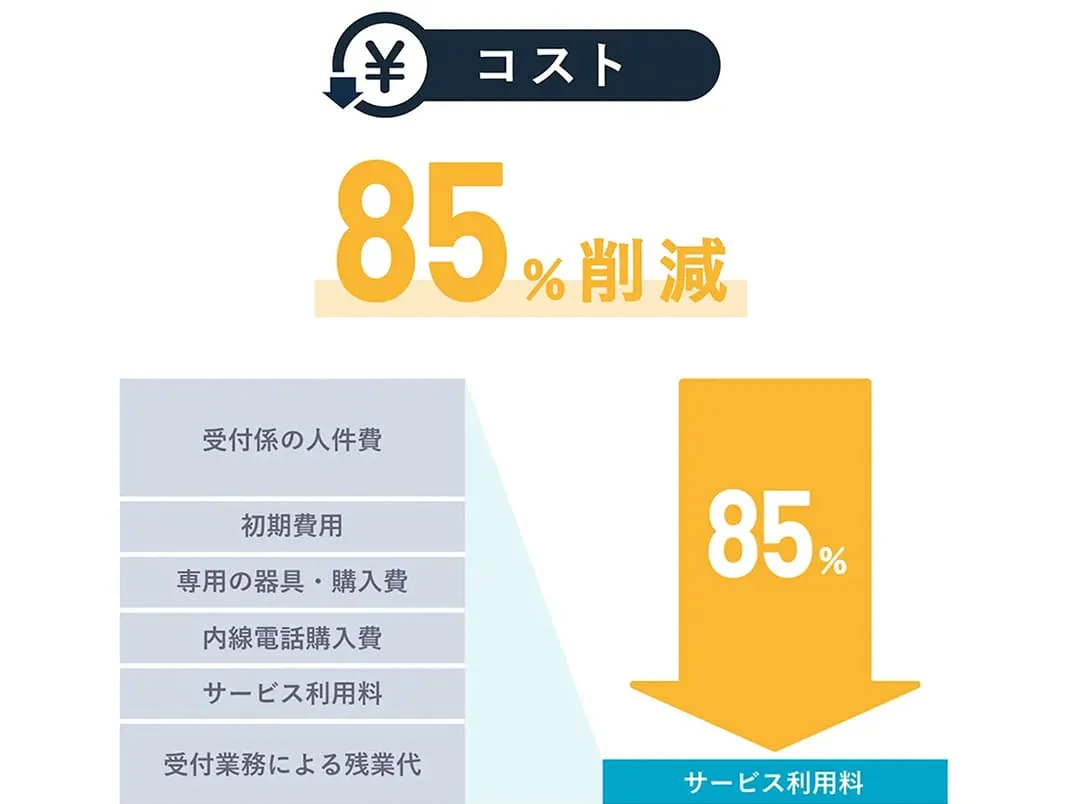 ¥ コスト
85%削減
受付係の人件費
初期費用
専用の器具・購入費
内線電話購入費
サービス利用料
受付業務による残業代
85%
サービス利用料